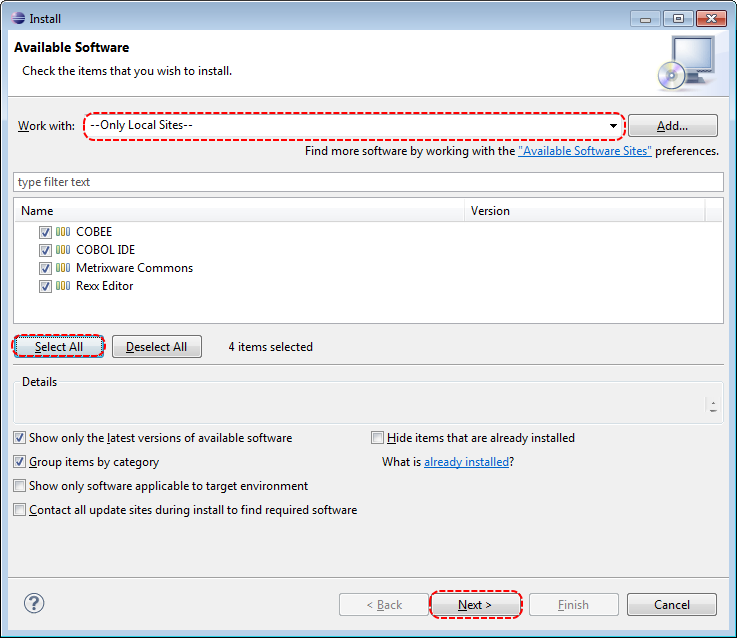 Install
Available Software
Check the items that you wish to install.
Work with: --Only Local Sites-- Add...
Find more software by working with the "Available Software Sites" preferences.
type filter text
Name Version
COBEE
COBOL IDE
Metrixware Commons
Rexx Editor
Select All Deselect All 4 items selected
Details
Show only the latest versions of available software Hide items that are already installed
Group items by category What is already installed?
Show only software applicable to target environment
Contact all update sites during install to find required software
? < Back Next > Finish Cancel